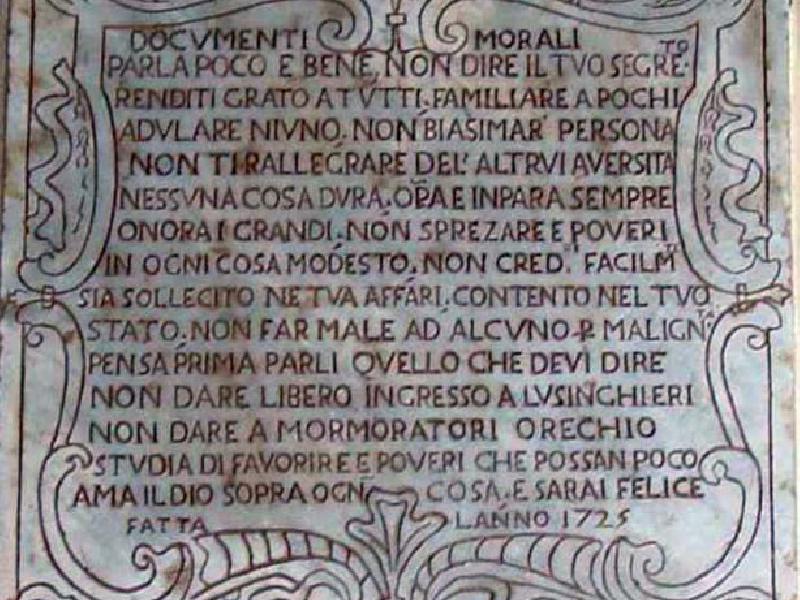 DOCVMENTI MORALI
PARLA POCO E BENE, NON DIRE IL TVO SEGRETO
RENDITI GRATO A TVTTI. FAMILIARE A POCHI
ADVLARE NIVNO. NON BIASIMAR' PERSONA
NON TI RALLEGRARE DEL' ALTRVI AVERSITA
NESSVNA COSA DVRA. OPA E INPARA SEMPRE
ONORA I GRANDI. NON SPREZARE E POVERI
IN OGNI COSA MODESTO. NON CRED. FACILMTE
SIA SOLLECITO NE TVA AFFARI. CONTENTO NEL TVO
STATO. NON FAR MALE AD ALCVNO P MALIGNTA
PENSA PRIMA PARLI QVELLO CHE DEVI DIRE
NON DARE LIBERO INGRESSO A LVSINGHIERI
NON DARE A MORMORATORI ORECHIO
STVDIA DI FAVORIRE E POVERI CHE POSSAN POCO
AMA IL DIO SOPRA OGNI COSA. E SARAI FELICE
FATTA LANNO 1725